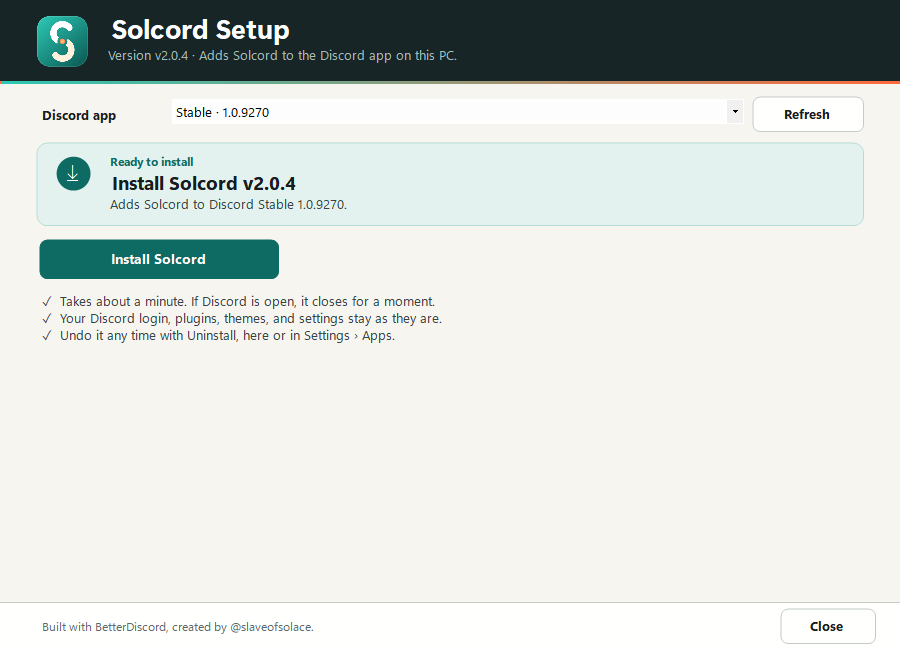 Solcord Setup
Version v2.0.4 · Adds Solcord to the Discord app on this PC.
Discord app
Stable · 1.0.9270
Refresh
Ready to install
Install Solcord v2.0.4
Adds Solcord to Discord Stable 1.0.9270.
Install Solcord
✓ Takes about a minute. If Discord is open, it closes for a moment.
✓ Your Discord login, plugins, themes, and settings stay as they are.
✓ Undo it any time with Uninstall, here or in Settings › Apps.
Built with BetterDiscord, created by @slaveofsolace.
Close